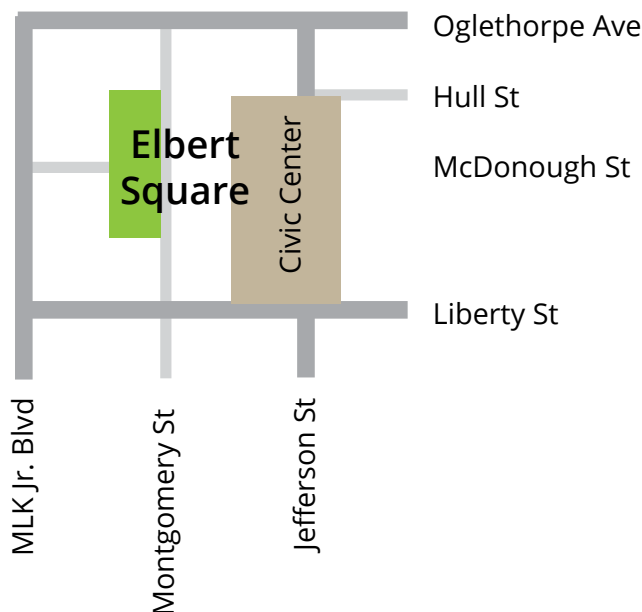 Oglethorpe Ave
Hull St
McDonough St
Elbert
Square
Civic Center
Liberty St
MLK Jr. Blvd
Montgomery St
Jefferson St